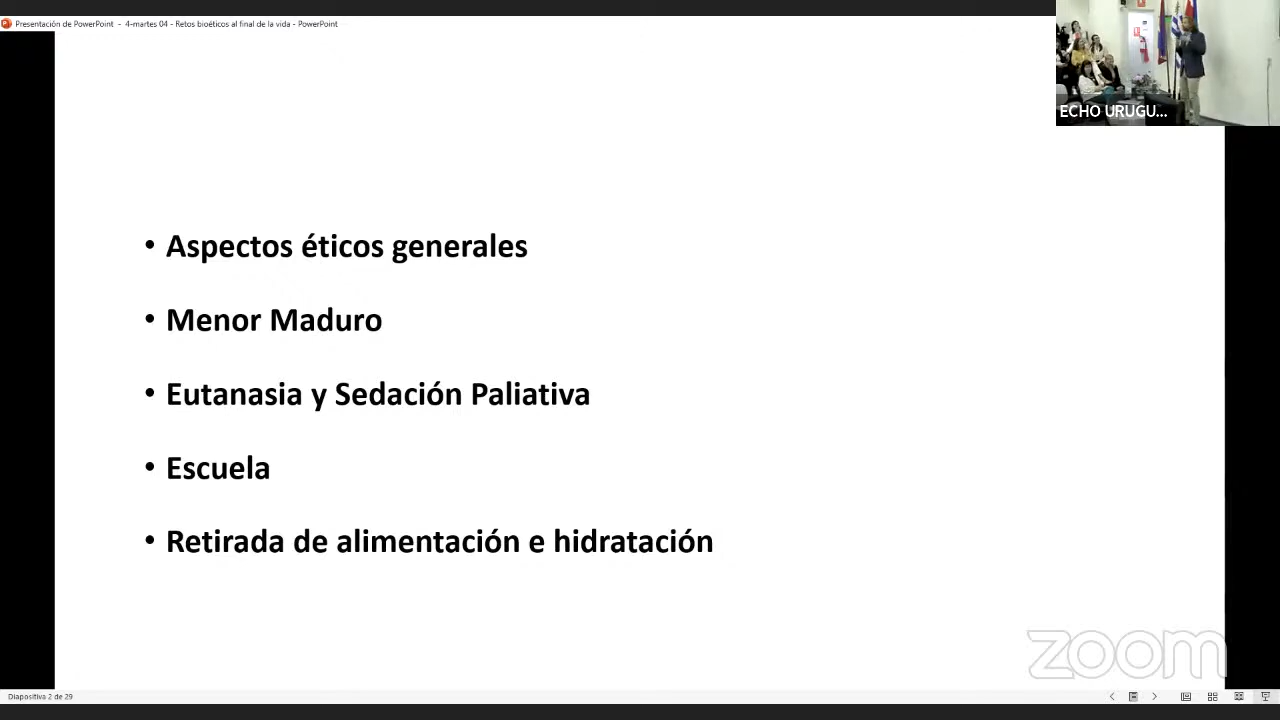 Presentación de PowerPoint - 4-martes 04 - Retos bioéticos al final de la vida - PowerPoint
ECHO URUGU...
• Aspectos éticos generales
• Menor Maduro
• Eutanasia y Sedación Paliativa
• Escuela
• Retirada de alimentación e hidratación
zoom
Diapositiva 2 de 29